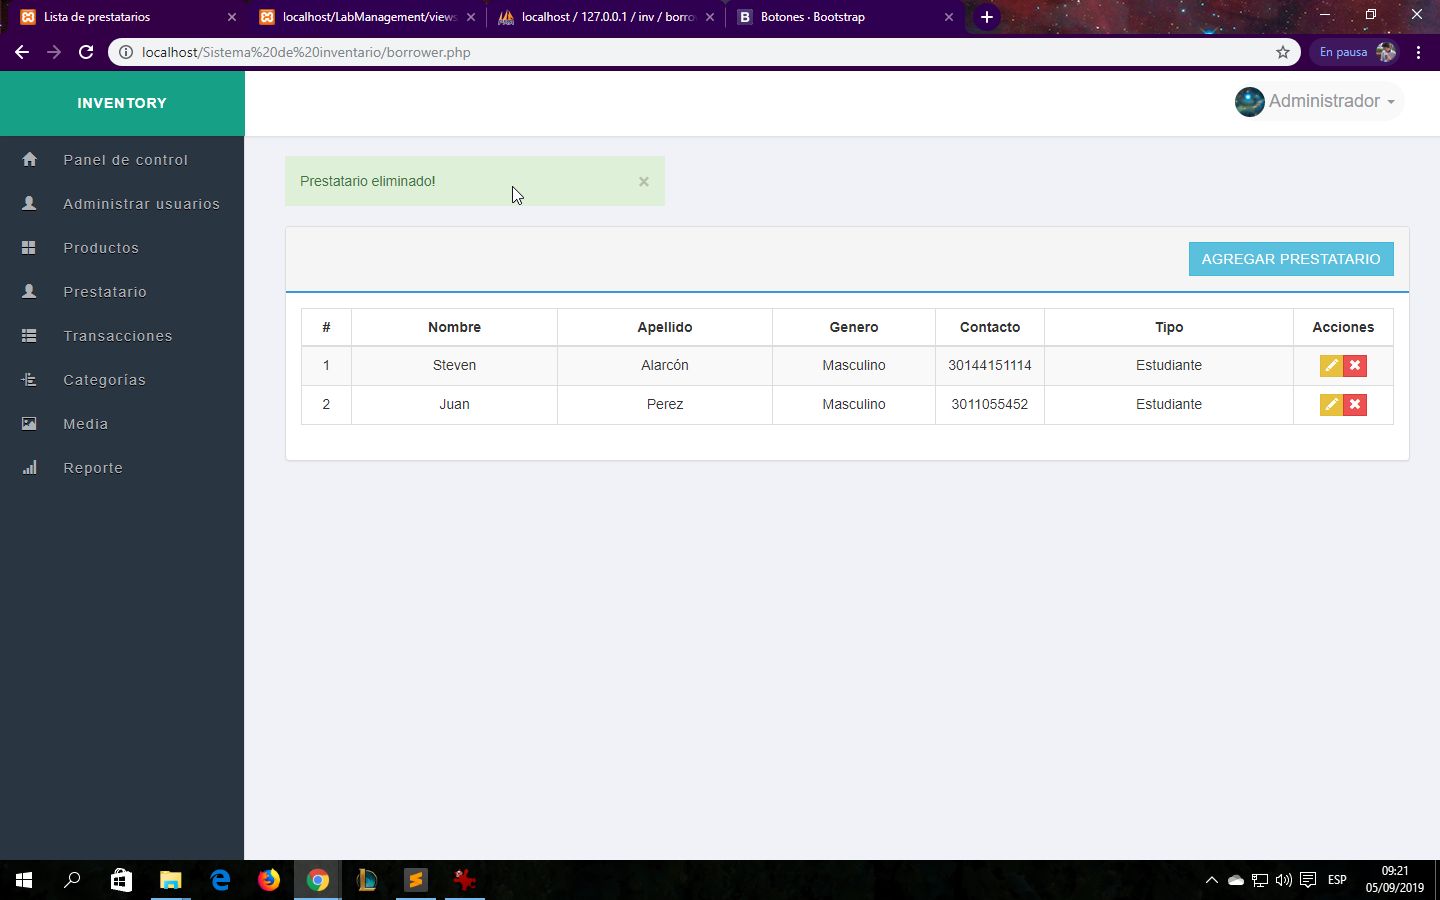 Lista de prestatarios
localhost/LabManagement/views
localhost / 127.0.0.1 / inv / borro
Botones · Bootstrap
localhost/Sistema%20de%20inventario/borrower.php
En pausa
INVENTORY
Administrador
Panel de control
Administrar usuarios
Productos
Prestatario
Transacciones
Categorías
Media
Reporte
Prestatario eliminado!
AGREGAR PRESTATARIO
# Nombre Apellido Genero Contacto Tipo Acciones
1 Steven Alarcón Masculino 30144151114 Estudiante
2 Juan Perez Masculino 3011055452 Estudiante
ESP
09:21
05/09/2019